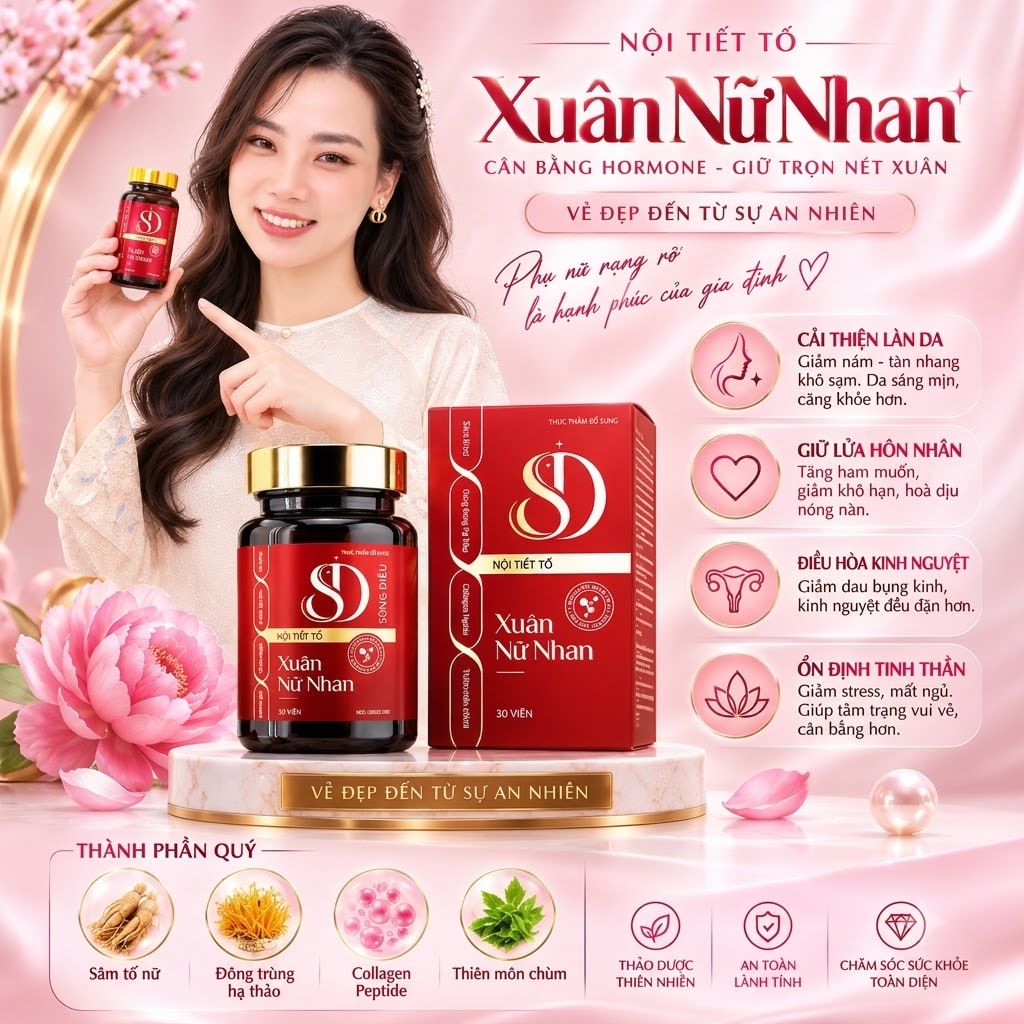 NỘI TIẾT TỐ
Xuân Nữ Nhan
CÂN BẰNG HORMONE - GIỮ TRỌN NÉT XUÂN
VẺ ĐẸP ĐẾN TỪ SỰ AN NHIÊN
Phụ nữ rạng rỡ
là hạnh phúc của gia định
CẢI THIỆN LÀN DA
Giảm nám - tàn nhang
khô sạm. Da sáng mịn,
căng khỏe hơn.
GIỮ LỬA HÔN NHÂN
Tăng ham muốn,
giảm khô hạn, hoà dịu
nóng nàn.
ĐIỀU HÒA KINH NGUYỆT
Giảm dau bụng kinh,
kinh nguyệt đều đặn hơn.
ỔN ĐỊNH TINH THẦN
Giảm stress, mất ngủ.
Giúp tâm trạng vui vẻ,
cân bằng hơn.
SD
SD
SÓNG DIỀU
NỘI TIẾT TỐ
Xuân
Nữ Nhan
30 VIÊN
THỰC PHẨM BỔ SUNG
SD
NỘI TIẾT TỐ
Xuân
Nữ Nhan
30 VIÊN
VẺ ĐẸP ĐẾN TỪ SỰ AN NHIÊN
THÀNH PHẦN QUÝ
Sâm tố nữ
Đông trùng
hạ thảo
Collagen
Peptide
Thiên môn chùm
THẢO DƯỢC
THIÊN NHIÊN
AN TOÀN
LÀNH TÍNH
CHĂM SÓC SỨC KHỎE
TOÀN DIỆN